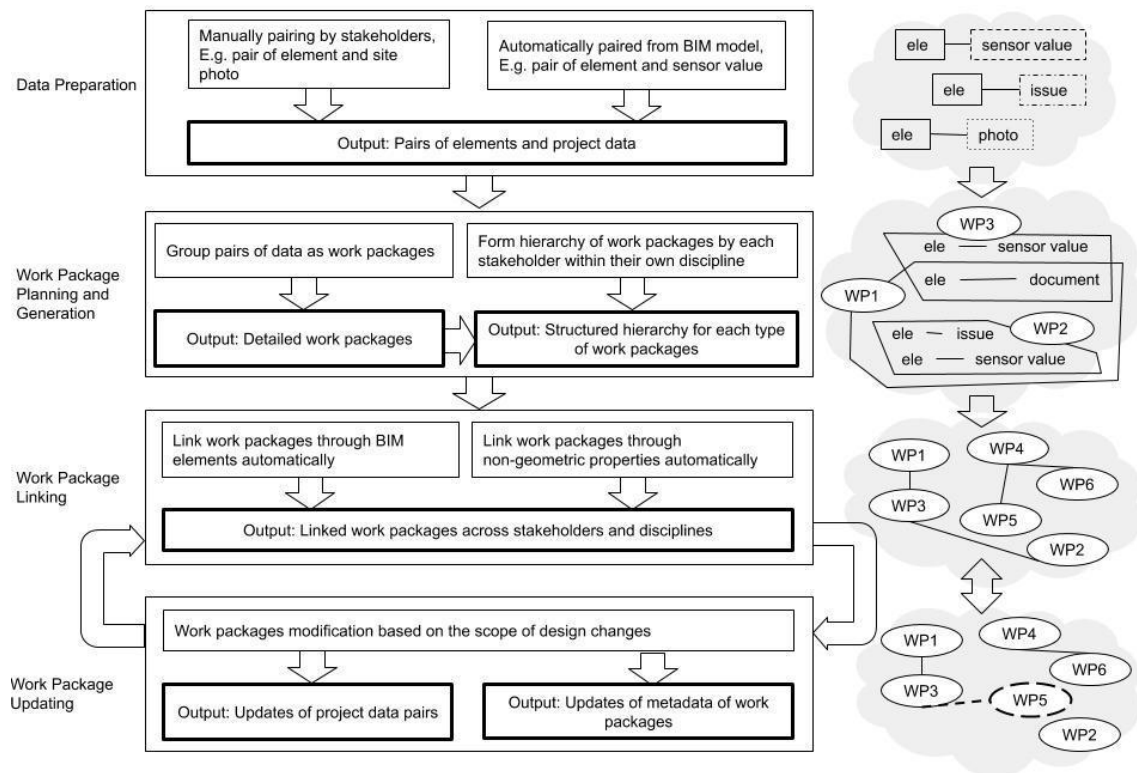 Data Preparation
Manually pairing by stakeholders,
E.g. pair of element and site
photo
Automatically paired from BIM model,
E.g. pair of element and sensor value
Output: Pairs of elements and project data
ele
sensor value
ele
issue
ele
photo
Work Package
Planning and
Generation
Group pairs of data as work packages
Form hierarchy of work packages by each
stakeholder within their own discipline
Output: Detailed work packages
Output: Structured hierarchy for each type
of work packages
WP3
ele
sensor value
ele
document
WP1
ele
issue
WP2
ele
sensor value
Work Package
Linking
Link work packages through BIM
elements automatically
Link work packages through
non-geometric properties automatically
Output: Linked work packages across stakeholders and disciplines
WP1
WP4
WP6
WP3
WP5
WP2
Work Package
Updating
Work packages modification based on the scope of design changes
Output: Updates of project data pairs
Output: Updates of metadata of work
packages
WP1
WP4
WP6
WP3
WP5
WP2